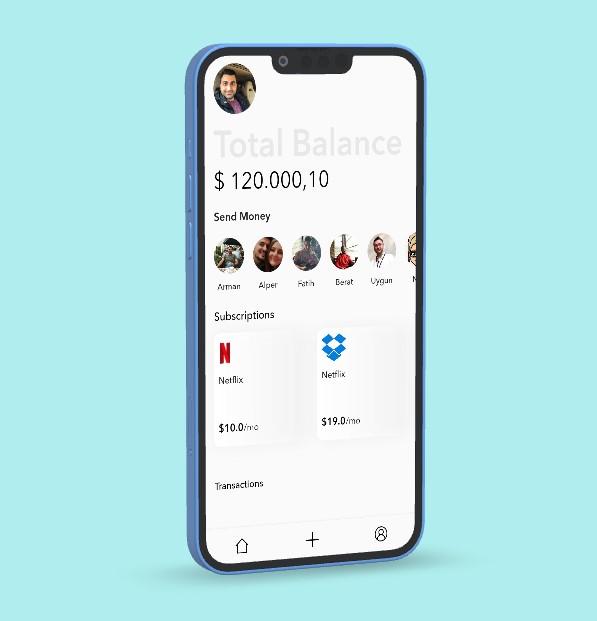 Total Balance
$ 120.000,10
Send Money
Arman Alper Fatih Berat Uygun N
Subscriptions
N
Netflix Netflix
$10.0/mo $19.0/mo
Transactions